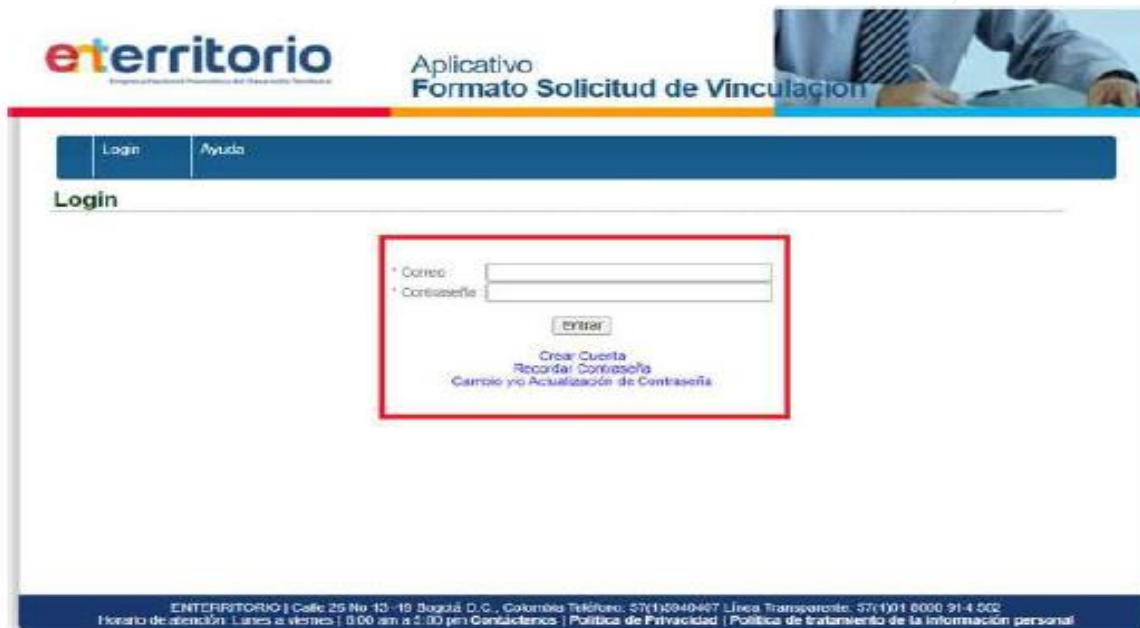 enterritorio
Aplicativo
Formato Solicitud de Vinculación
Login Ayuda
Login
* Correo
* Contraseña
Entrar
Crear Cuenta
Recordar Contraseña
Cambio y/o Actualización de Contraseña
ENTERRITORIO | Calle 26 No 13-19 Bogotá D.C., Colombia Teléfono: 57(1)5940407 Línea Transparente: 57(1)01 8000 914 502
Horario de atención: Lunes a viernes | 8:00 am a 5:00 pm Contáctenos | Política de Privacidad | Política de tratamiento de la información personal